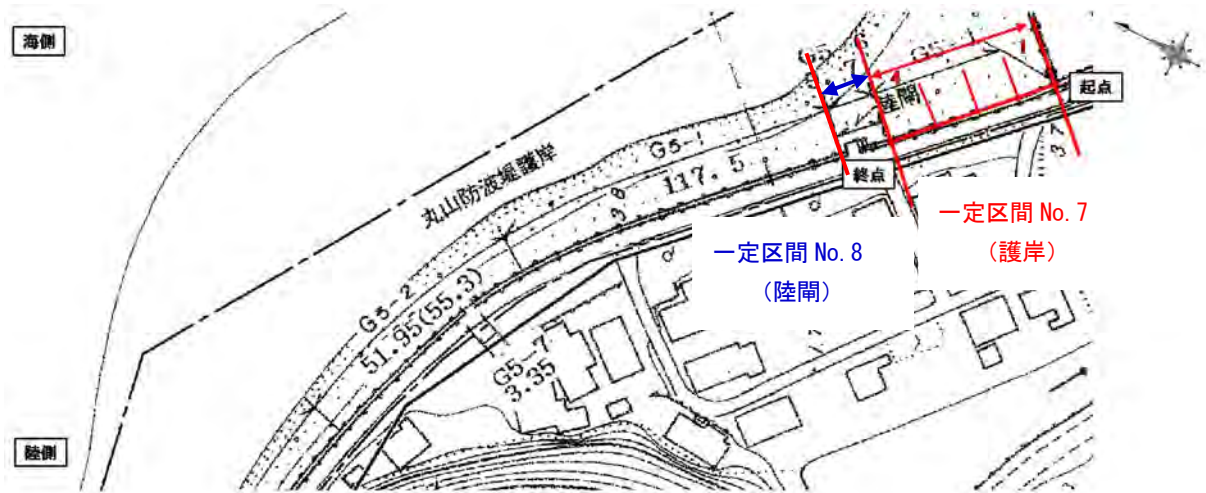 海側
起点
陸閘
終点
丸山防波堤護岸
G5-1
117.5
38
37
一定区間 No.7
(護岸)
一定区間 No.8
(陸閘)
G5-2
51.95(55.3)
G5-7
3.35
陸側